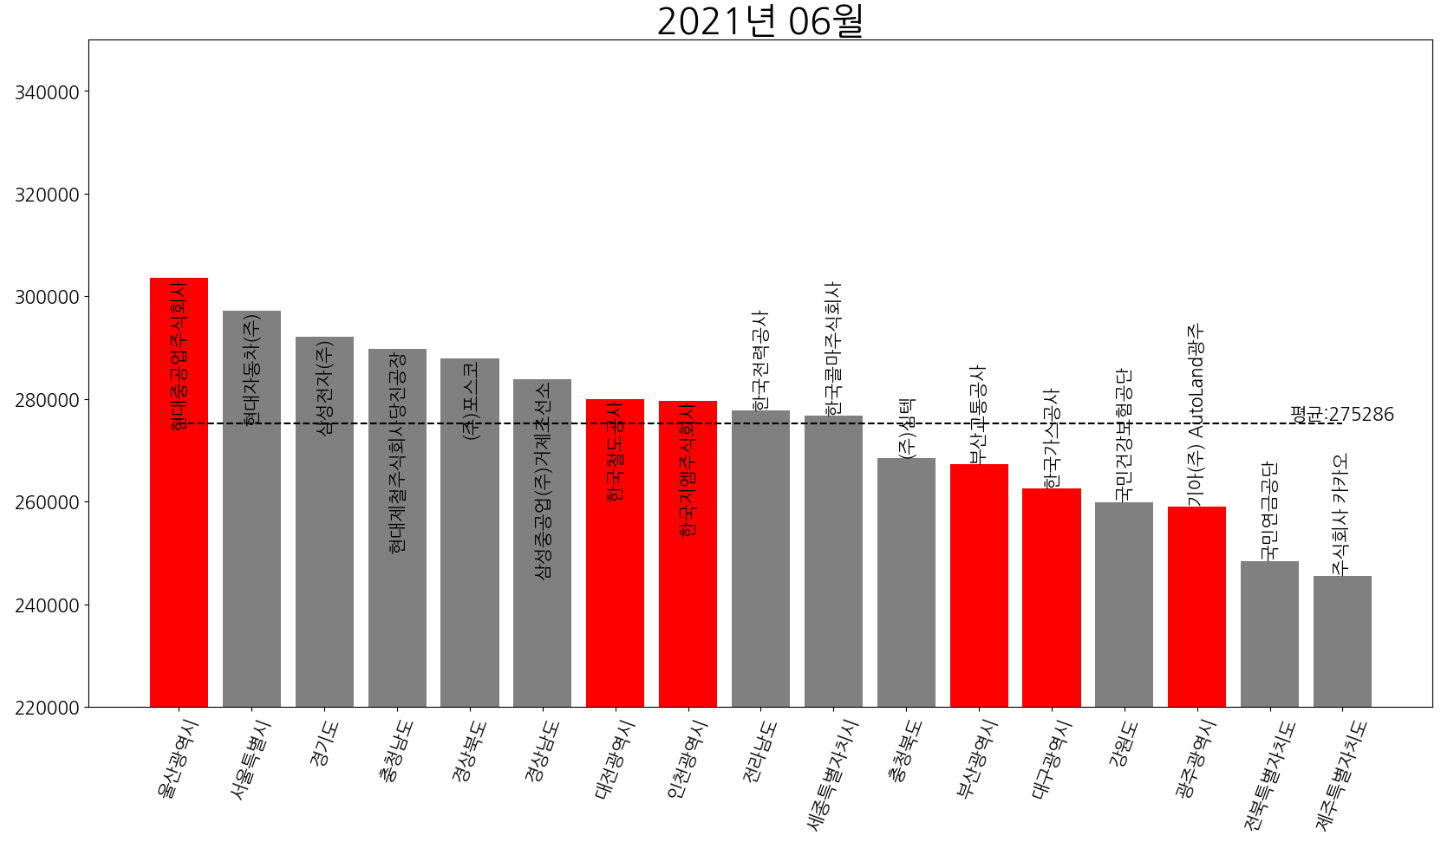 2021년 06월
340000
320000
300000
280000
260000
240000
220000
현대중공업주식회사
현대자동차(주)
삼성전자(주)
현대제철주식회사당진공장
(주)포스코
삼성중공업(주)거제조선소
한국철도공사
한국지엠주식회사
한국전력공사
한국콜마주식회사
(주)심텍
부산교통공사
한국가스공사
국민건강보험공단
기아(주) AutoLand광주
국민연금공단
주식회사 카카오
평균:275286
울산광역시
서울특별시
경기도
충청남도
경상북도
경상남도
대전광역시
인천광역시
전라남도
세종특별자치시
충청북도
부산광역시
대구광역시
강원도
광주광역시
전북특별자치도
제주특별자치도